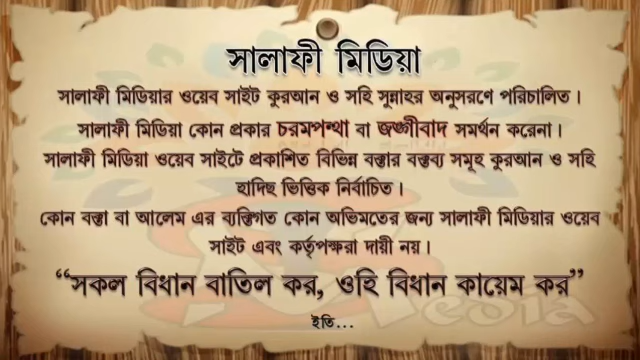 সালাফী মিডিয়া
সালাফী মিডিয়ার ওয়েব সাইট কুরআন ও সহি সুন্নাহর অনুসরণে পরিচালিত।
সালাফী মিডিয়া কোন প্রকার চরমপন্থা বা জঙ্গীবাদ সমর্থন করেনা।
সালাফী মিডিয়া ওয়েব সাইটে প্রকাশিত বিভিন্ন বক্তার বক্তব্য সমূহ কুরআন ও সহি
হাদিছ ভিত্তিক নির্বাচিত।
কোন বক্তা বা আলেম এর ব্যক্তিগত কোন অভিমতের জন্য সালাফী মিডিয়ার ওয়েব
সাইট এবং কর্তৃপক্ষরা দায়ী নয়।
“সকল বিধান বাতিল কর, ওহি বিধান কায়েম কর”
ইতি...